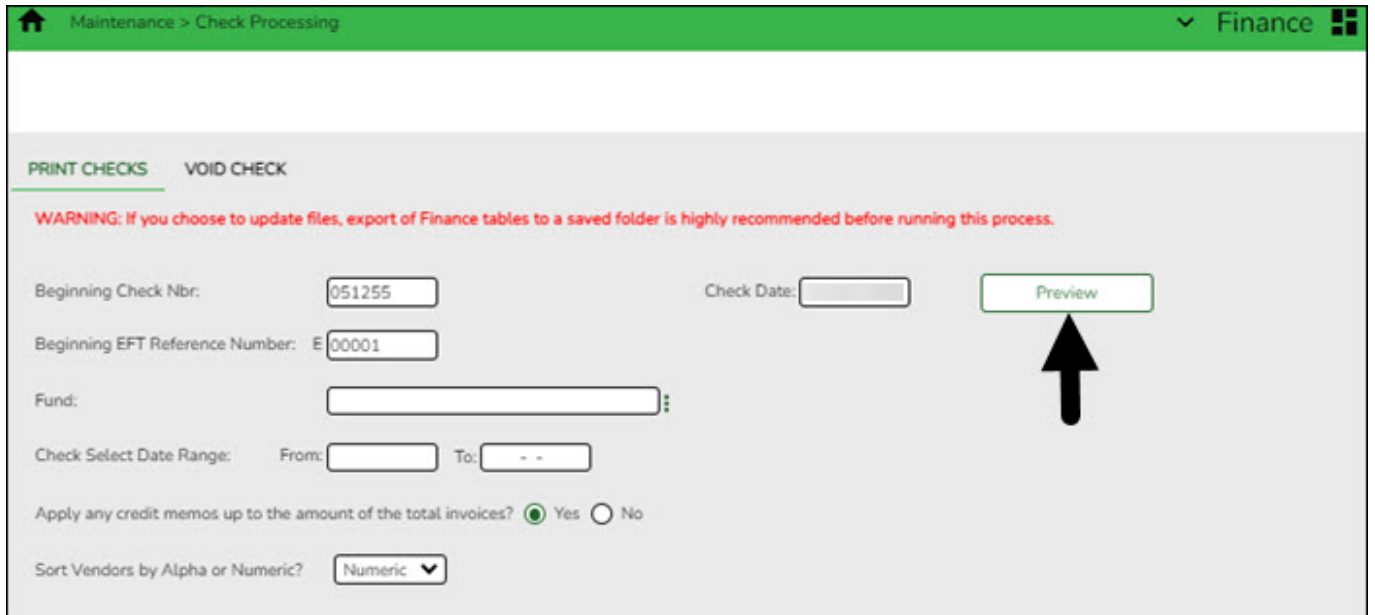 Maintenance > Check Processing
Finance
PRINT CHECKS VOID CHECK
WARNING: If you choose to update files, export of Finance tables to a saved folder is highly recommended before running this process.
Beginning Check Nbr: 051255 Check Date: Preview
Beginning EFT Reference Number: E 00001
Fund:
Check Select Date Range: From: To: - -
Apply any credit memos up to the amount of the total invoices? Yes No
Sort Vendors by Alpha or Numeric? Numeric